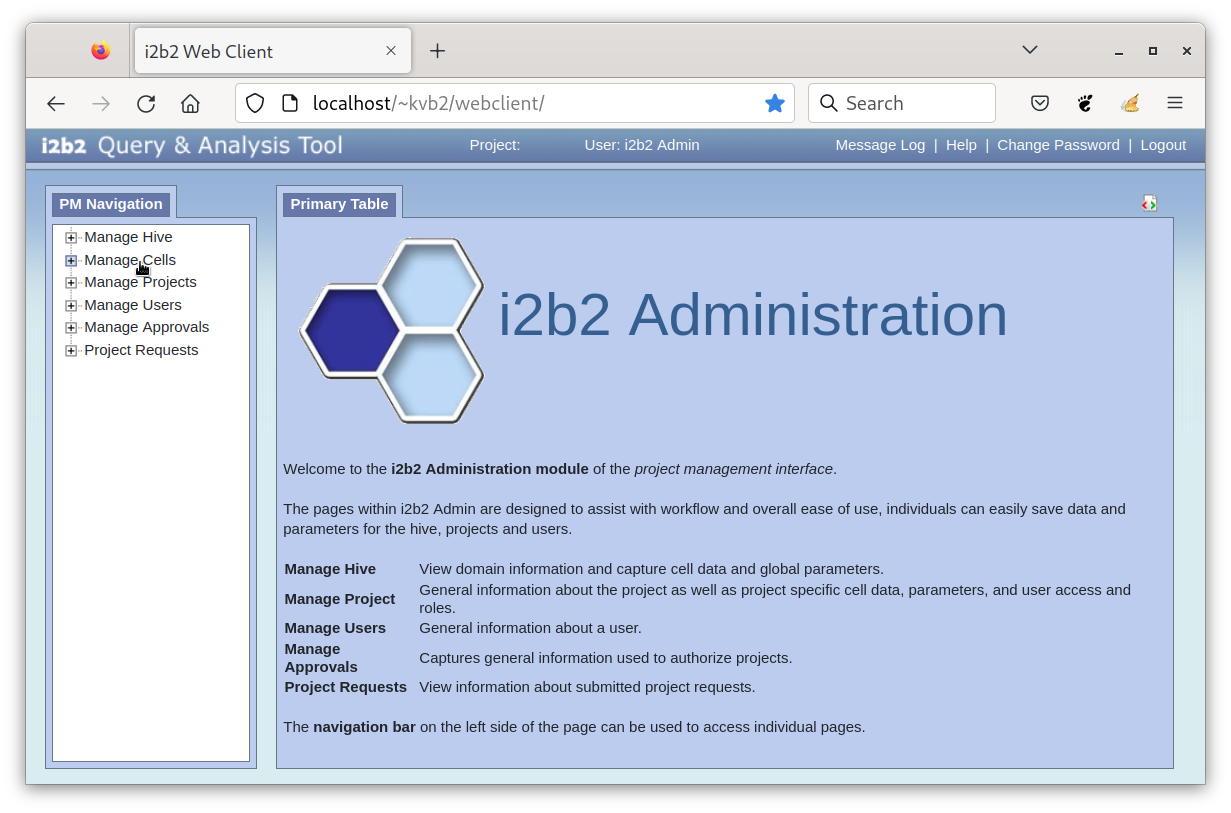 i2b2 Web Client
localhost/~kvb2/webclient/
Search
i2b2 Query & Analysis Tool
Project:
User: i2b2 Admin
Message Log | Help | Change Password | Logout
PM Navigation
Manage Hive
Manage Cells
Manage Projects
Manage Users
Manage Approvals
Project Requests
Primary Table
i2b2 Administration
Welcome to the i2b2 Administration module of the project management interface.
The pages within i2b2 Admin are designed to assist with workflow and overall ease of use, individuals can easily save data and
parameters for the hive, projects and users.
Manage Hive View domain information and capture cell data and global parameters.
Manage Project General information about the project as well as project specific cell data, parameters, and user access and
roles.
Manage Users General information about a user.
Manage
Approvals Captures general information used to authorize projects.
Project Requests View information about submitted project requests.
The navigation bar on the left side of the page can be used to access individual pages.